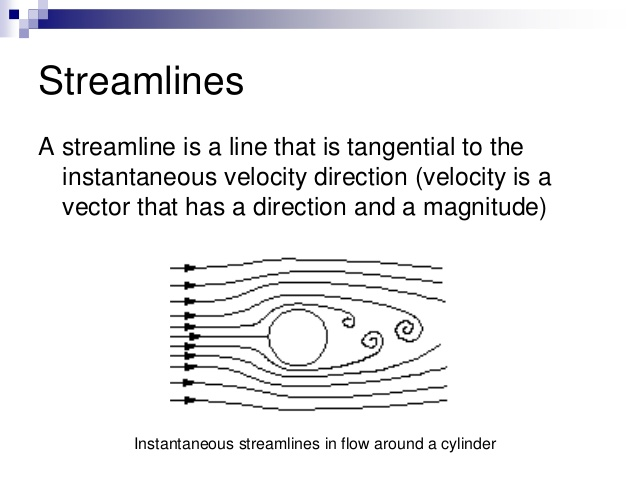 Streamlines
A streamline is a line that is tangential to the
instantaneous velocity direction (velocity is a
vector that has a direction and a magnitude)
Instantaneous streamlines in flow around a cylinder